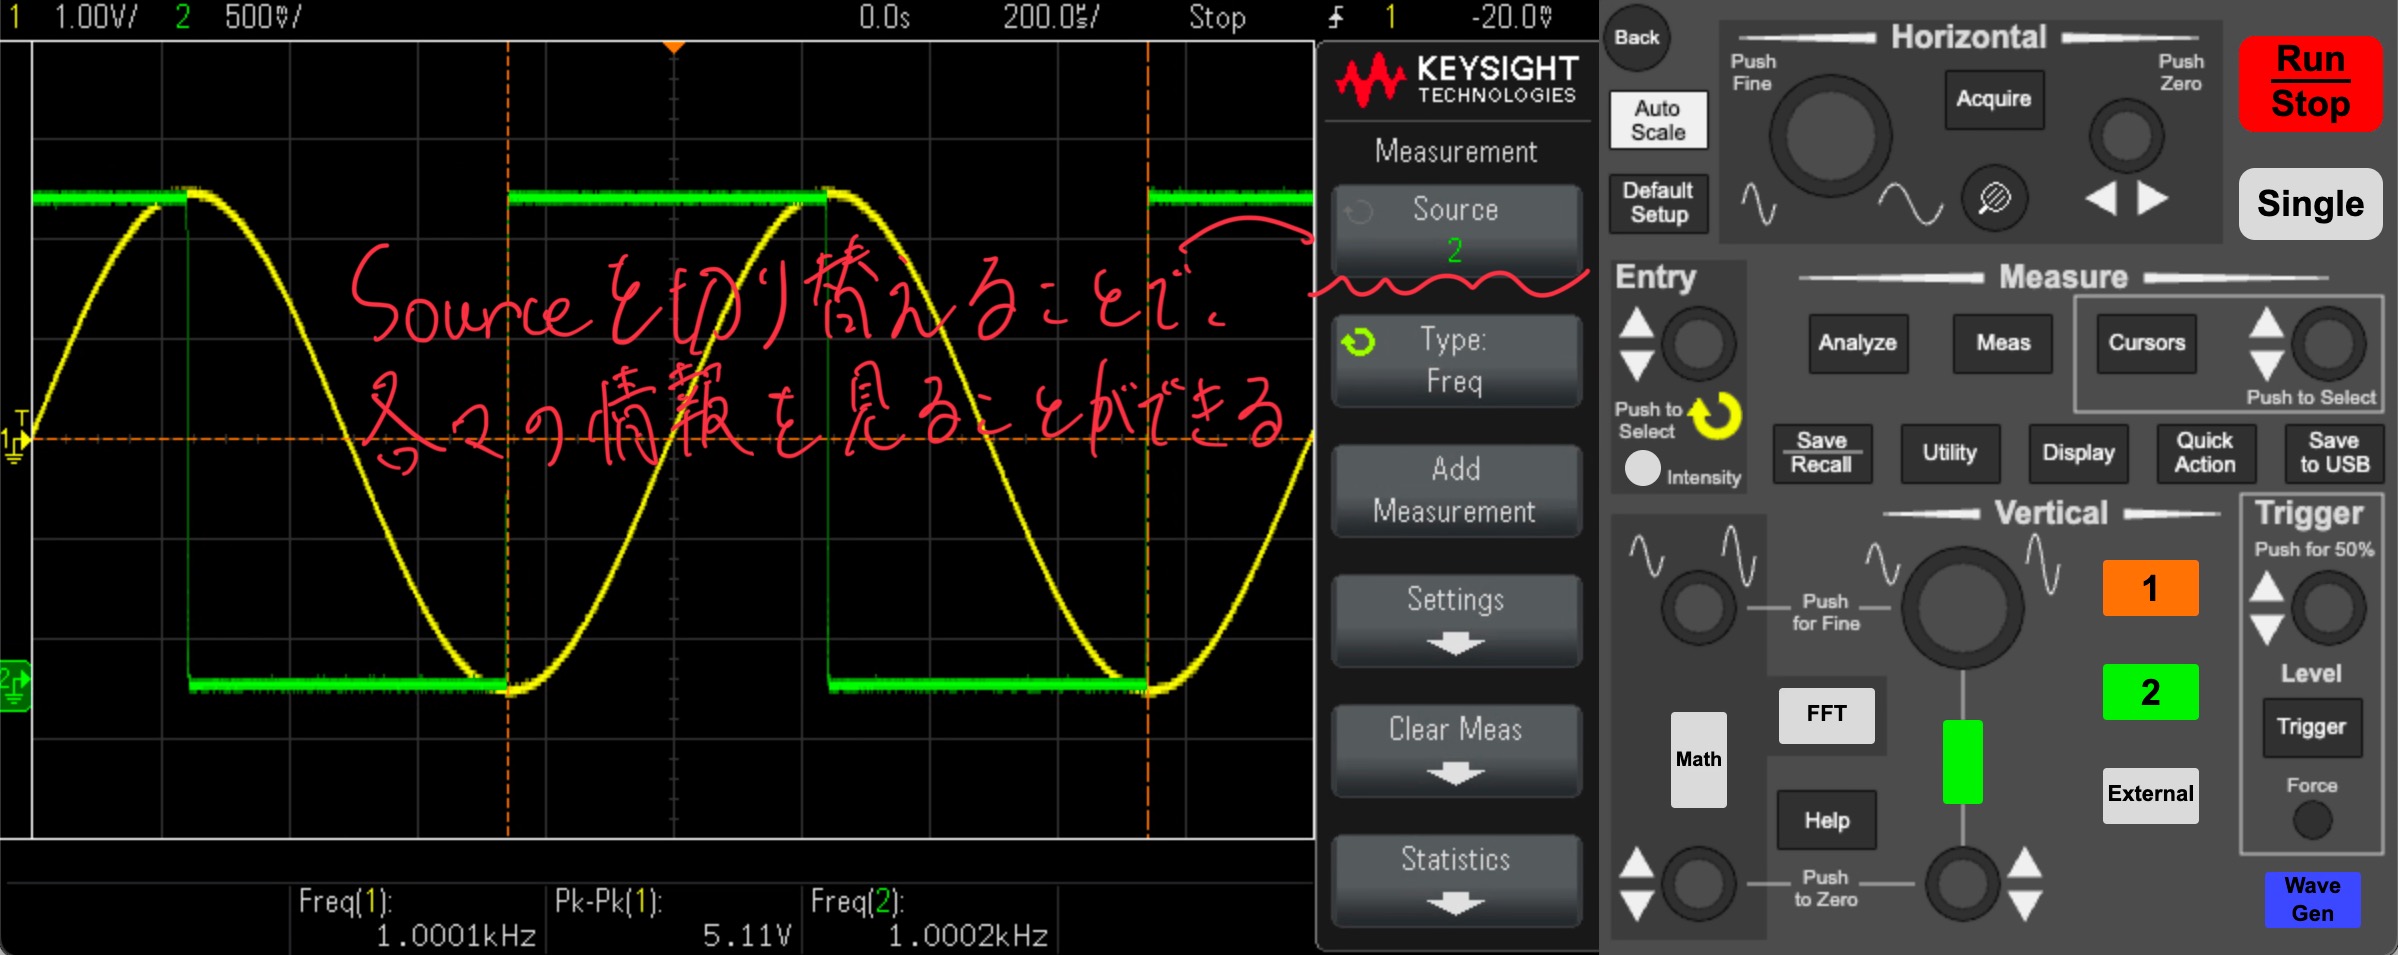 1 1.00V/ 2 500mV/ 0.0s 200.0μs/ Stop 1 -20.0mV
KEYSIGHT
TECHNOLOGIES
Measurement
Source
2
Type:
Freq
Add
Measurement
Settings
Clear Meas
Statistics
Sourceを切り替えることで、
各々の情報を見ることができる
T
1
2
Freq(1):
1.0001kHz
Pk-Pk(1):
5.11V
Freq(2):
1.0002kHz
Back
Auto
Scale
Default
Setup
Horizontal
Push
Fine
Acquire
Push
Zero
Run
Stop
Single
Entry
Push to
Select
Intensity
Measure
Analyze
Meas
Cursors
Push to Select
Save
Recall
Utility
Display
Quick
Action
Save
to USB
Vertical
Push
for Fine
1
2
External
FFT
Math
Help
Push
to Zero
Trigger
Push for 50%
Level
Trigger
Force
Wave
Gen